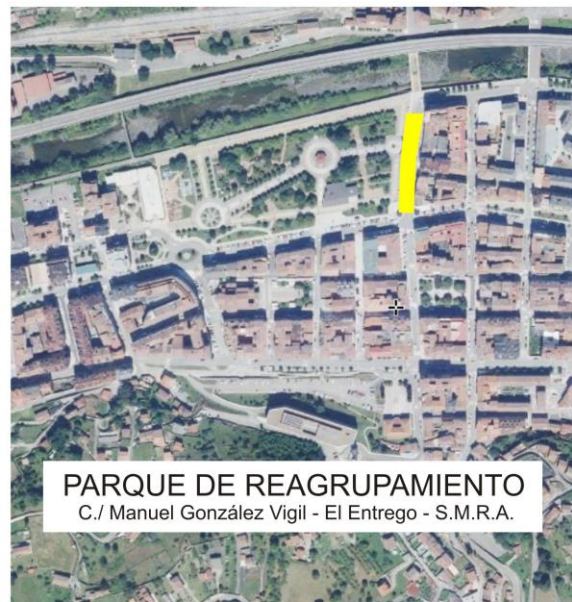 PARQUE DE REAGRUPAMIENTO
C./ Manuel González Vigil - El Entrego - S.M.R.A.